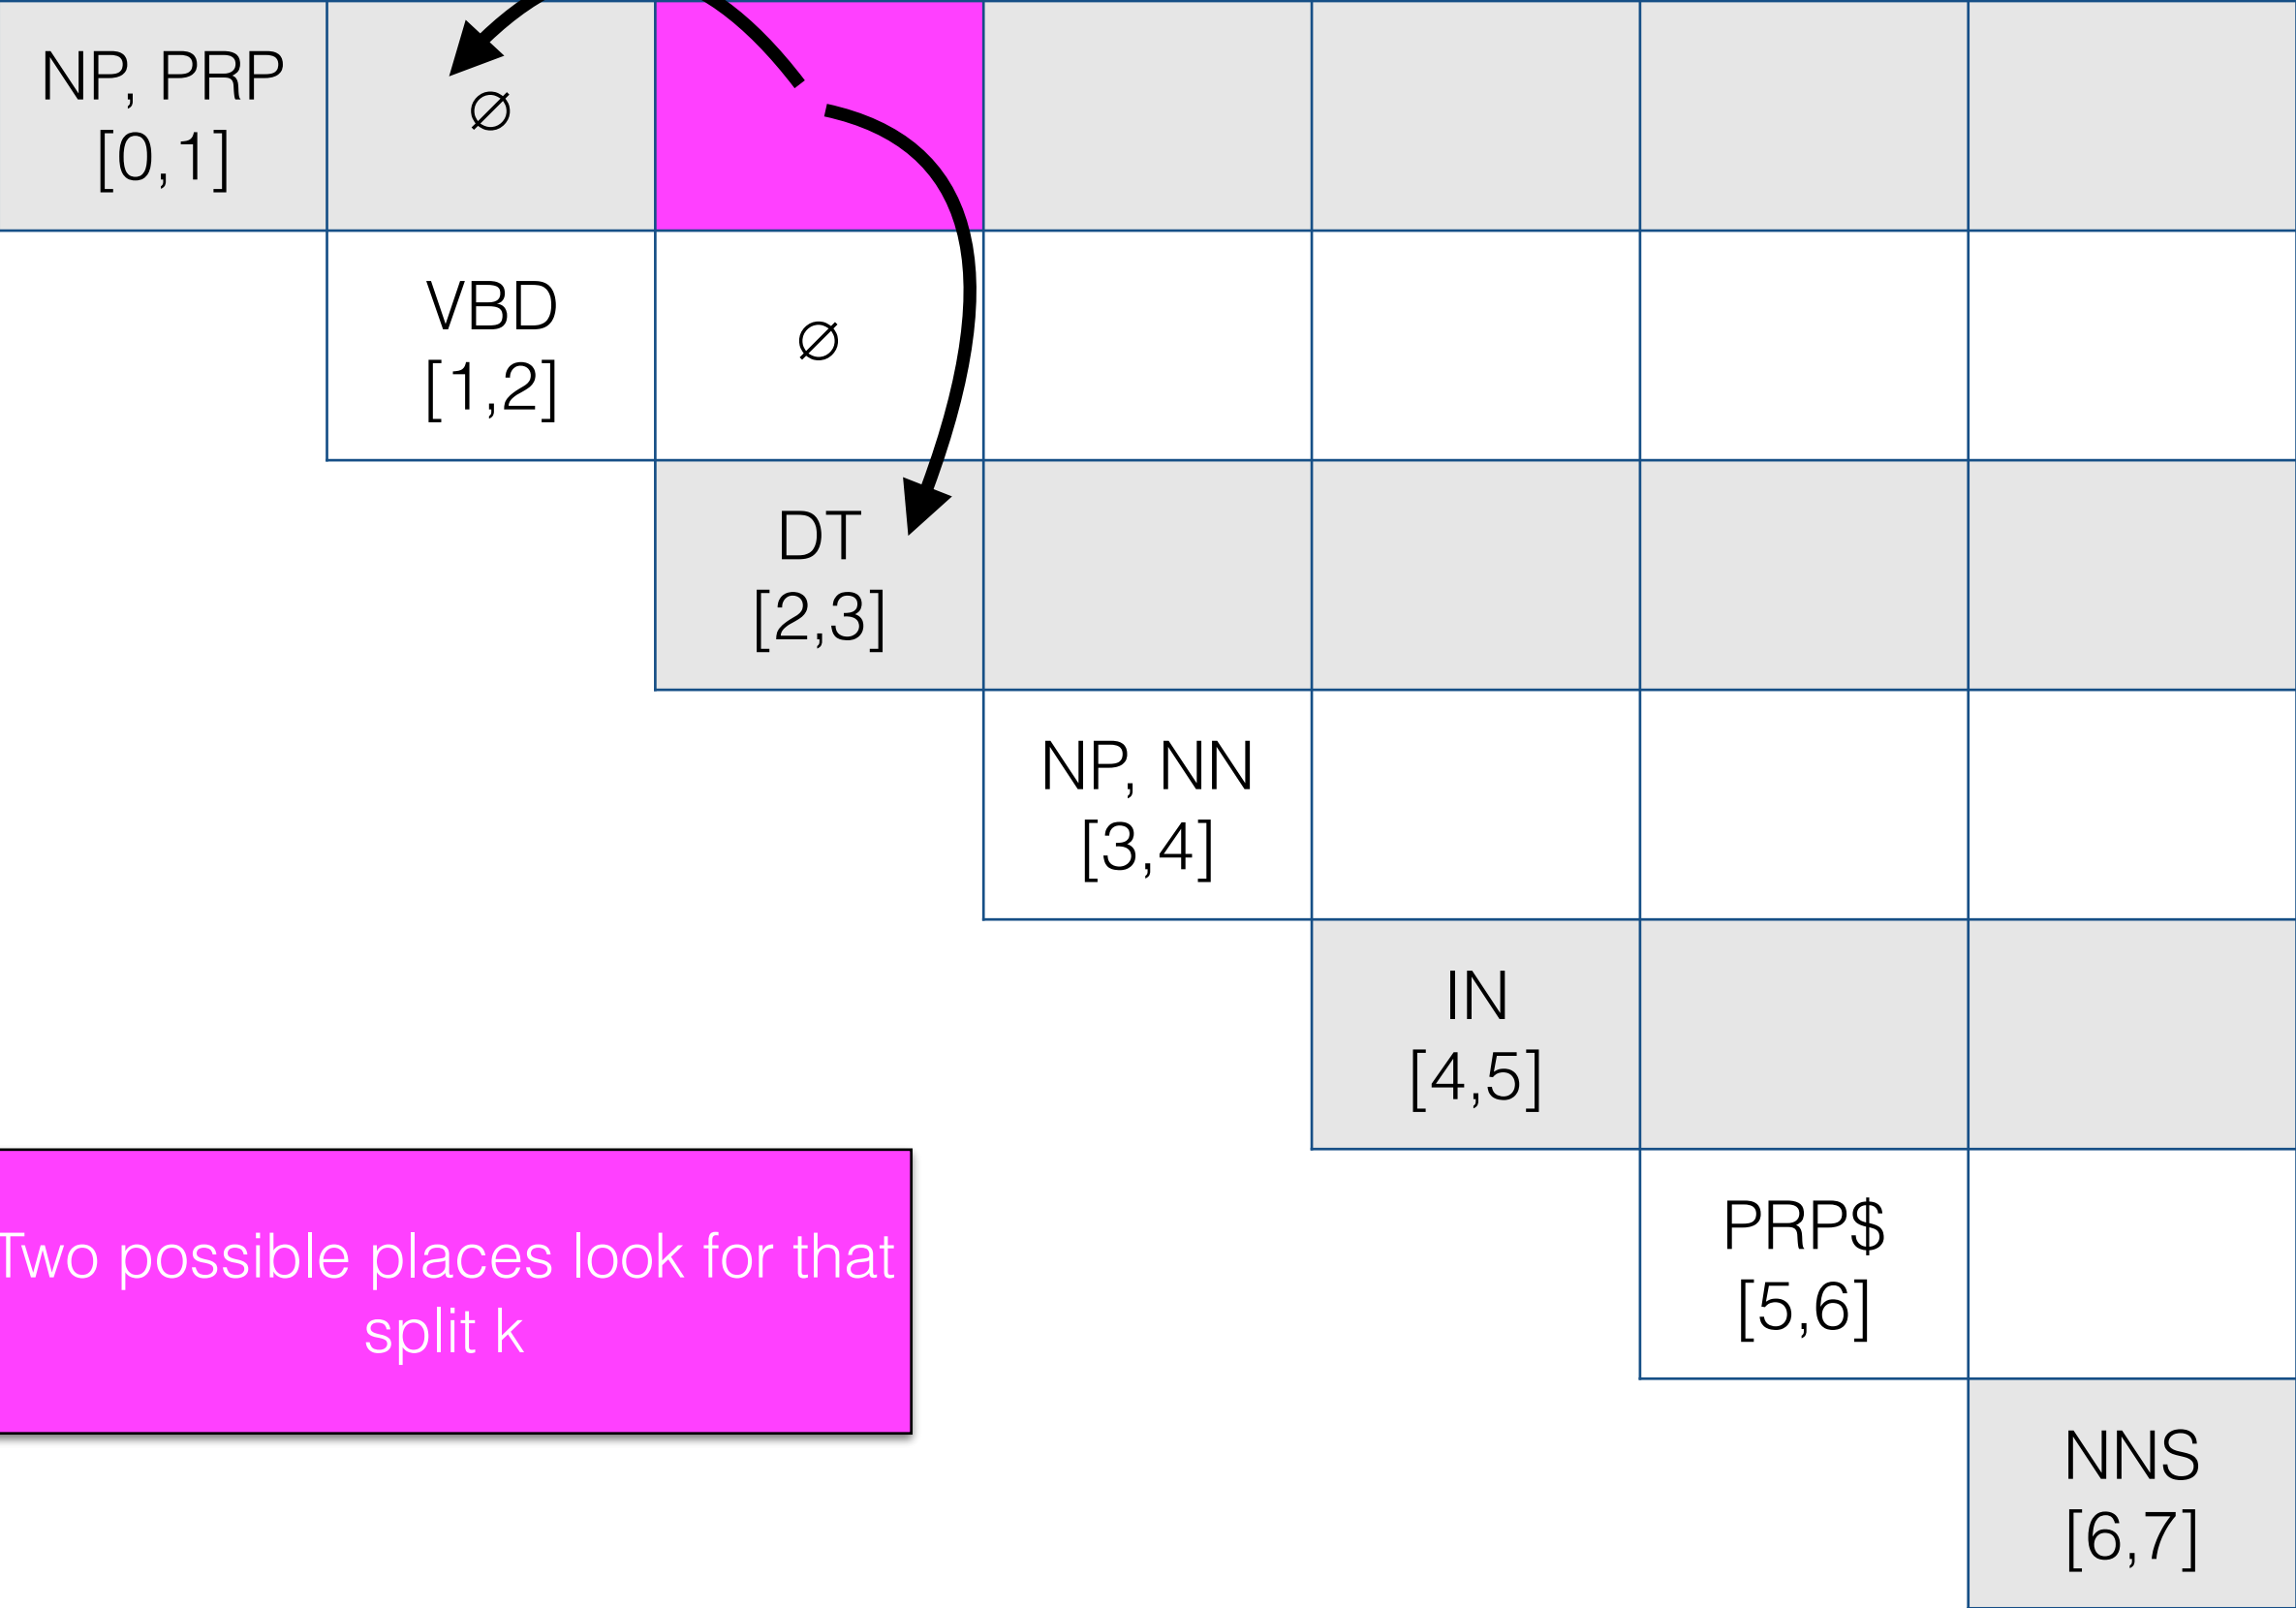 NP, PRP
[0,1]
∅
VBD
[1,2]
∅
DT
[2,3]
NP, NN
[3,4]
IN
[4,5]
PRP$
[5,6]
NNS
[6,7]
Two possible places look for that
split k